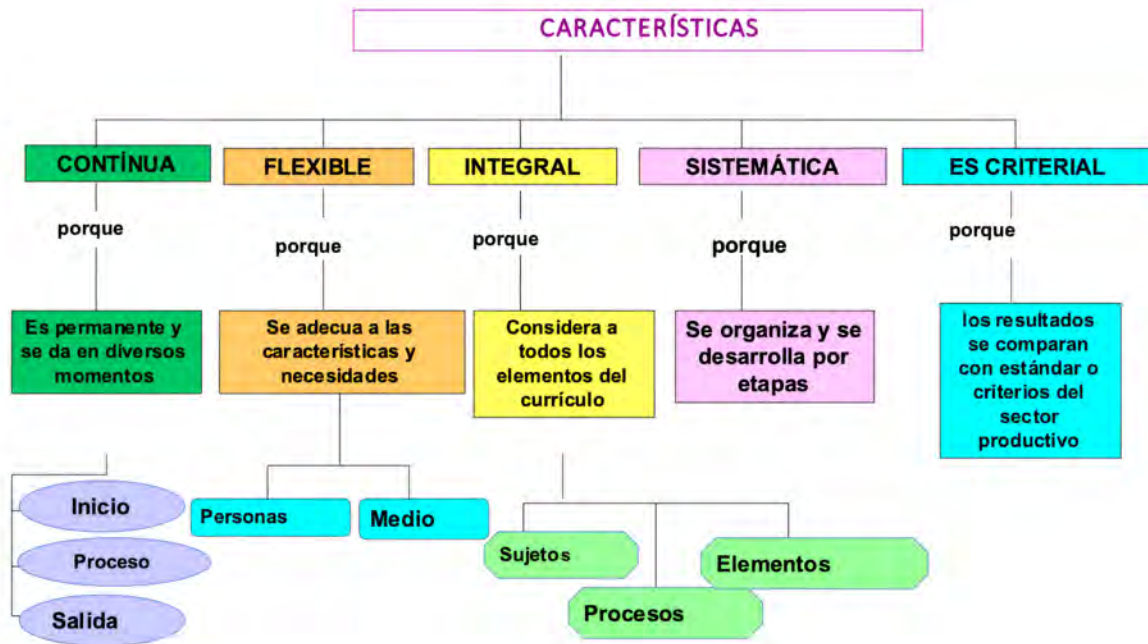 CARACTERÍSTICAS
CONTÍNUA
FLEXIBLE
INTEGRAL
SISTEMÁTICA
ES CRITERIAL
porque
porque
porque
porque
porque
Es permanente y
se da en diversos
momentos
Se adecua a las
características y
necesidades
Considera a
todos los
elementos del
currículo
Se organiza y se
desarrolla por
etapas
los resultados
se comparan
con estándar o
criterios del
sector
productivo
Inicio
Proceso
Salida
Personas
Medio
Sujetos
Procesos
Elementos